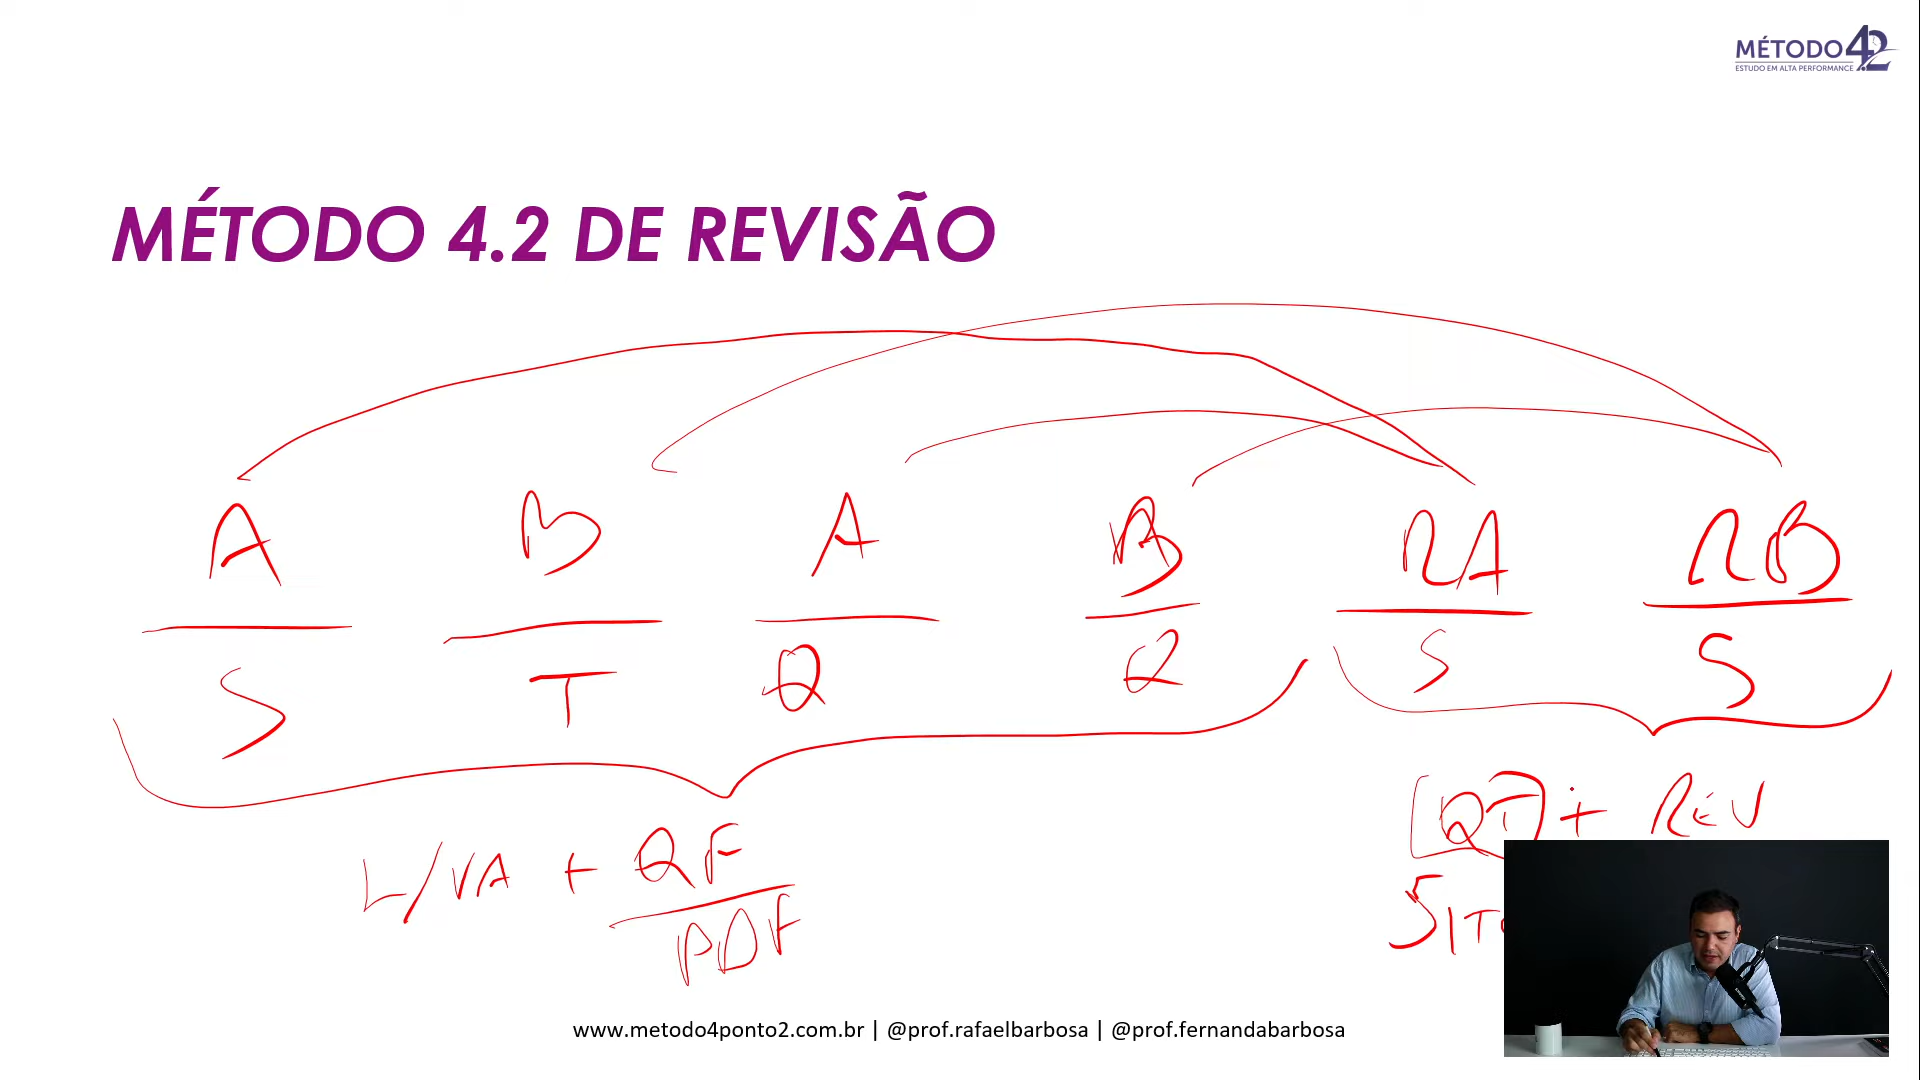 MÉTODO 4.2
ESTUDO EM ALTA PERFORMANCE
MÉTODO 4.2 DE REVISÃO
A B A B RA RB
S T Q Q S S
L/VA + QF
PDF
QT + REV
www.metodo4ponto2.com.br | @prof.rafaelbarbosa | @prof.fernandabarbosa